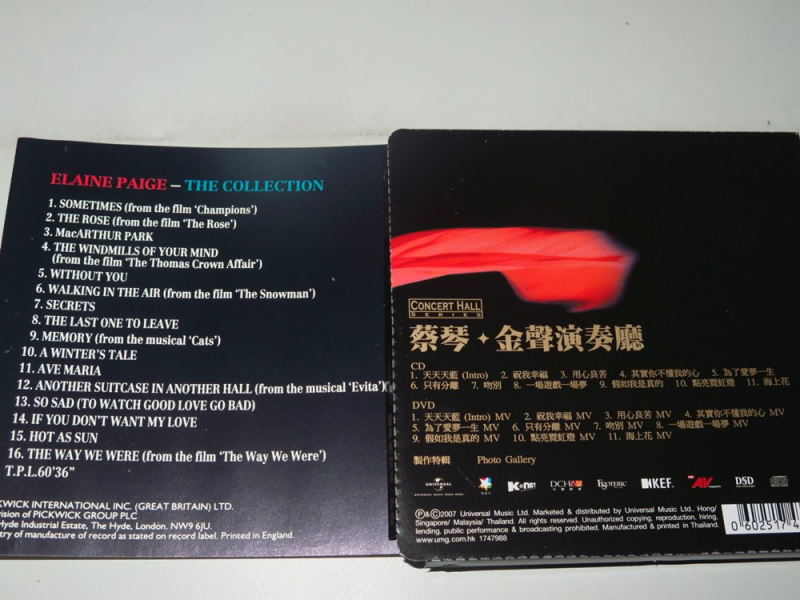 ELAINE PAIGE – THE COLLECTION
1. SOMETIMES (from the film 'Champions')
2. THE ROSE (from the film 'The Rose')
3. MacARTHUR PARK
4. THE WINDMILLS OF YOUR MIND
(from the film 'The Thomas Crown Affair')
5. WITHOUT YOU
6. WALKING IN THE AIR (from the film 'The Snowman')
7. SECRETS
8. THE LAST ONE TO LEAVE
9. MEMORY (from the musical 'Cats')
10. A WINTER'S TALE
11. AVE MARIA
12. ANOTHER SUITCASE IN ANOTHER HALL (from the musical 'Evita')
13. SO SAD (TO WATCH GOOD LOVE GO BAD)
14. IF YOU DON'T WANT MY LOVE
15. HOT AS SUN
16. THE WAY WE WERE (from the film 'The Way We Were')
T.P.L.60'36"
CKWICK INTERNATIONAL INC. (GREAT BRITAIN) LTD.
vision of PICKWICK GROUP PLC
Hyde Industrial Estate, The Hyde, London. NW9 6JU.
try of manufacture of record as stated on record label. Printed in England.
CONCERT HALL
SERIES
蔡琴・金聲演奏廳
CD
1. 天天天藍 (Intro) 2. 祝我幸福 3. 用心良苦 4. 其實你不懂我的心 5. 為了愛夢一生
6. 只有分離 7. 吻別 8. 一場遊戲一場夢 9. 假如我是真的 10. 點亮霓虹燈 11. 海上花
DVD
1. 天天天藍 (Intro) MV 2. 祝我幸福 MV 3. 用心良苦 MV 4. 其實你不懂我的心 MV
5. 為了愛夢一生 MV 6. 只有分離 MV 7. 吻別 MV 8. 一場遊戲一場夢 MV
9. 假如我是真的 MV 10. 點亮霓虹燈 MV 11. 海上花 MV
製作特輯 Photo Gallery
UNIVERSAL K NET DCHAV Esoteric KEF AV DSD
℗&© 2007 Universal Music Ltd. Marketed & distributed by Universal Music Ltd., Hong/
Singapore/ Malaysia/ Thailand. All rights reserved. Unauthorized copying, reproduction, hiring,
lending, public performance & broadcasting prohibited. Manufactured & printed in Thailand.
www.umg.com.hk 1747988
0 602517 4